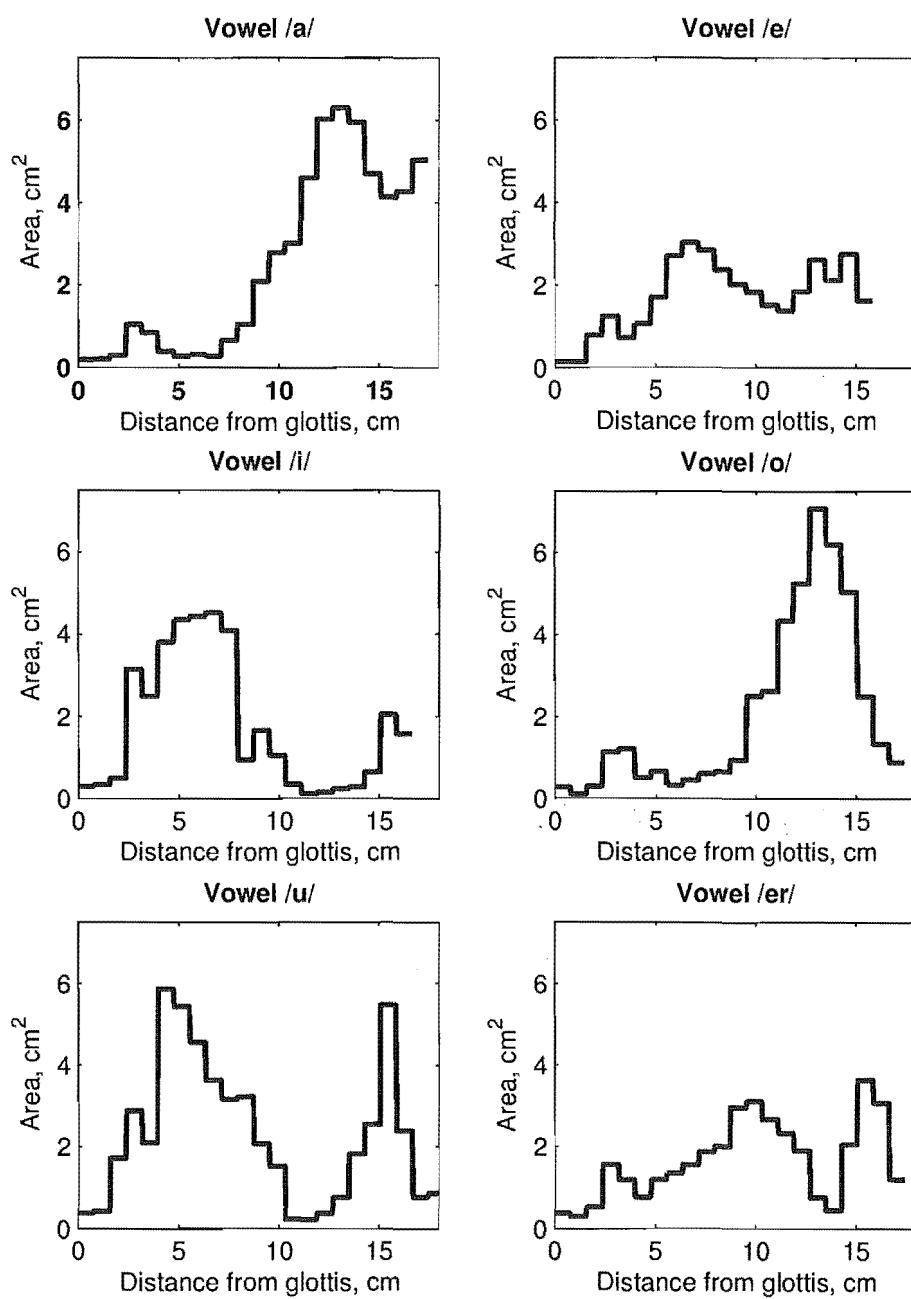 Vowel /a/
Area, cm²
6
4
2
0
0 5 10 15
Distance from glottis, cm
Vowel /e/
Area, cm²
6
4
2
0
0 5 10 15
Distance from glottis, cm
Vowel /i/
Area, cm²
6
4
2
0
0 5 10 15
Distance from glottis, cm
Vowel /o/
Area, cm²
6
4
2
0
0 5 10 15
Distance from glottis, cm
Vowel /u/
Area, cm²
6
4
2
0
0 5 10 15
Distance from glottis, cm
Vowel /er/
Area, cm²
6
4
2
0
0 5 10 15
Distance from glottis, cm